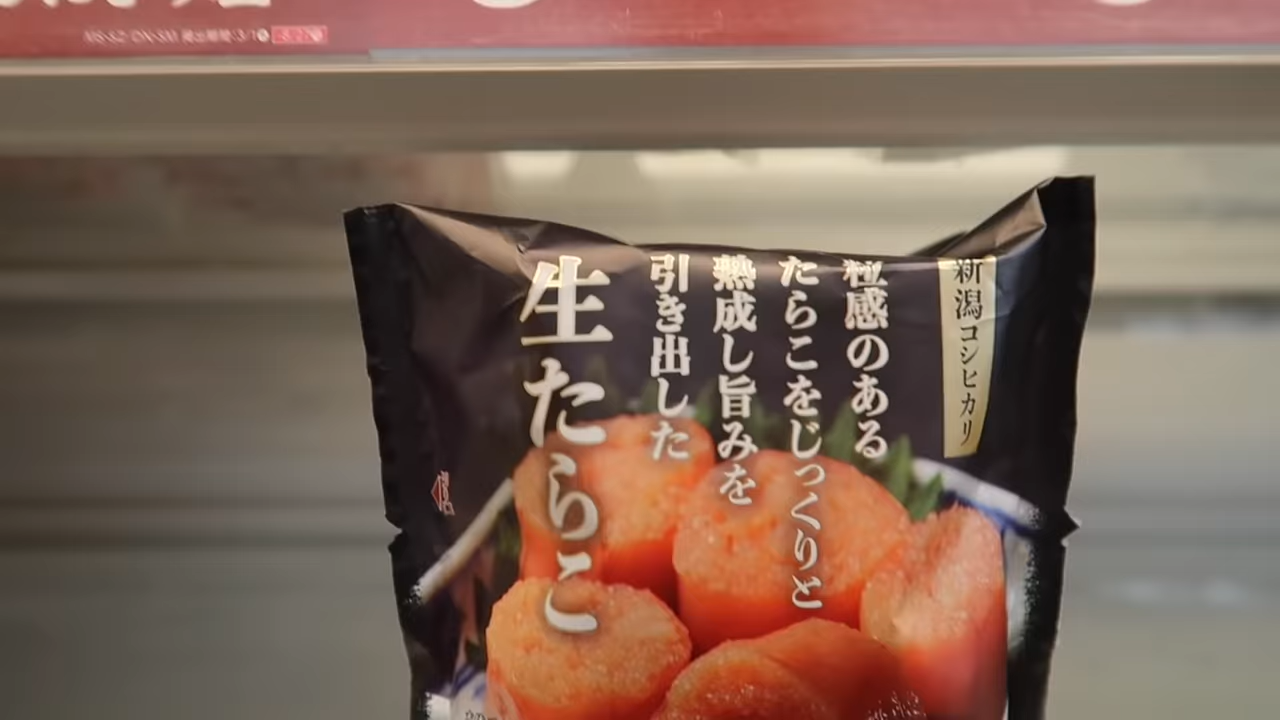 新潟コシヒカリ
粒感のある
たらこをじっくりと
熟成し旨みを
引き出した
生たらこ